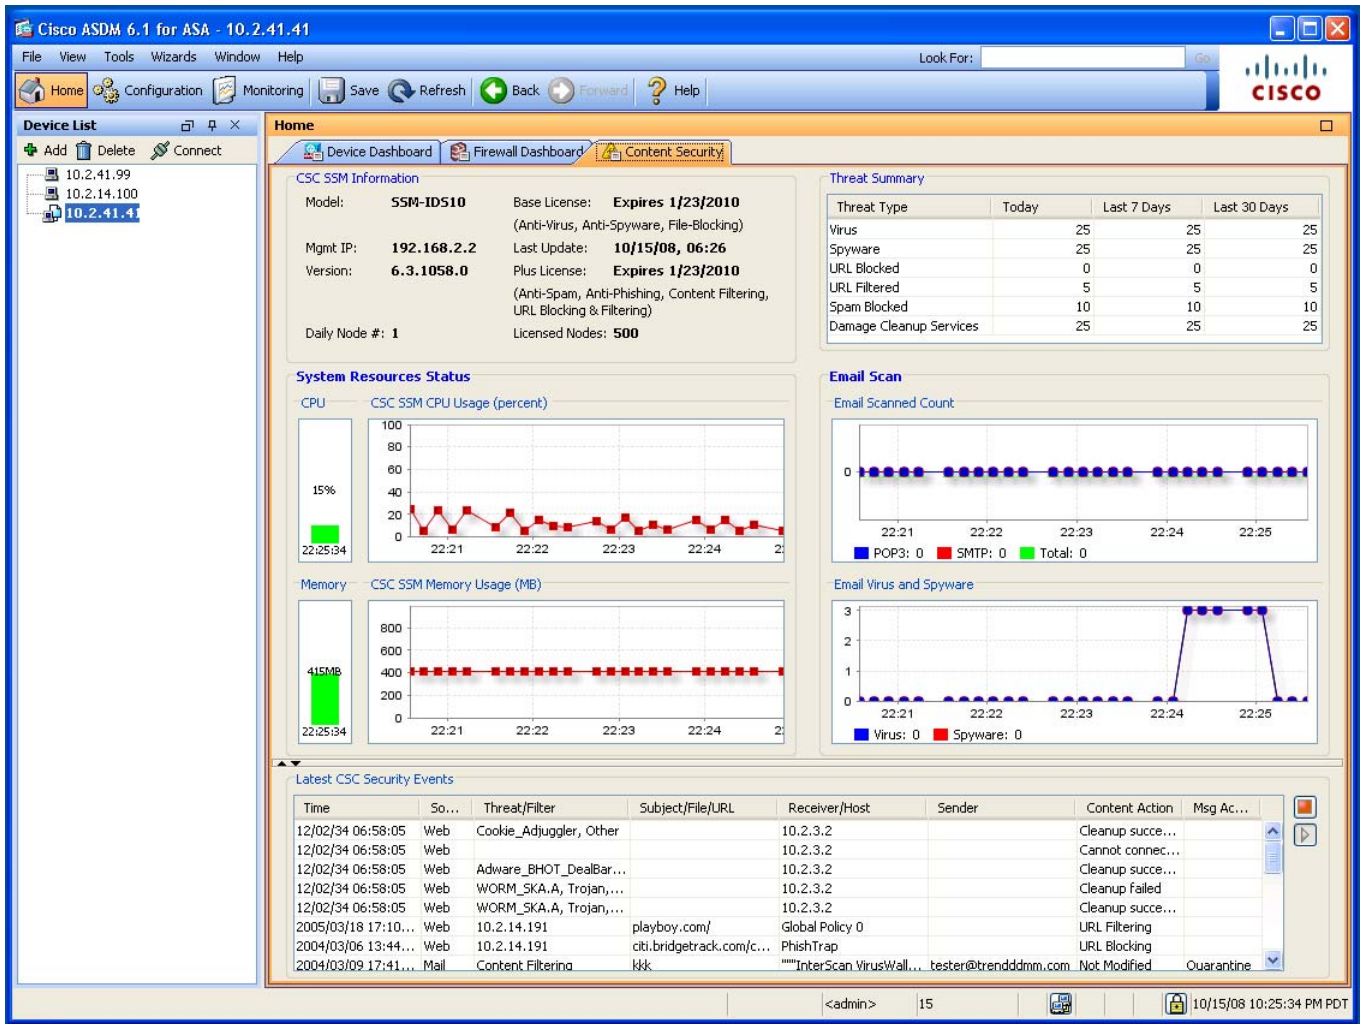 Cisco ASDM 6.1 for ASA - 10.2.41.41
File View Tools Wizards Window Help Look For: Go
Home Configuration Monitoring Save Refresh Back Forward Help
CISCO
Device List
Add Delete Connect
10.2.41.99
10.2.14.100
10.2.41.41
Home
Device Dashboard Firewall Dashboard Content Security
CSC SSM Information
Model: SSM-IDS10 Base License: Expires 1/23/2010
(Anti-Virus, Anti-Spyware, File-Blocking)
Mgmt IP: 192.168.2.2 Last Update: 10/15/08, 06:26
Version: 6.3.1058.0 Plus License: Expires 1/23/2010
(Anti-Spam, Anti-Phishing, Content Filtering,
URL Blocking & Filtering)
Daily Node #: 1 Licensed Nodes: 500
Threat Summary
Threat Type Today Last 7 Days Last 30 Days
Virus 25 25 25
Spyware 25 25 25
URL Blocked 0 0 0
URL Filtered 5 5 5
Spam Blocked 10 10 10
Damage Cleanup Services 25 25 25
System Resources Status
CPU CSC SSM CPU Usage (percent)
100
80
60
40
20
0
15%
22:25:34
22:21 22:22 22:23 22:24 2:
Memory CSC SSM Memory Usage (MB)
800
600
400
200
0
415MB
22:25:34
22:21 22:22 22:23 22:24 2:
Email Scan
Email Scanned Count
0
22:21 22:22 22:23 22:24 22:25
POP3: 0 SMTP: 0 Total: 0
Email Virus and Spyware
3
2
1
0
22:21 22:22 22:23 22:24 22:25
Virus: 0 Spyware: 0
Latest CSC Security Events
Time So... Threat/Filter Subject/File/URL Receiver/Host Sender Content Action Msg Ac...
12/02/34 06:58:05 Web Cookie_Adjuggler, Other 10.2.3.2 Cleanup succe...
12/02/34 06:58:05 Web 10.2.3.2 Cannot connec...
12/02/34 06:58:05 Web Adware_BHOT_DealBar... 10.2.3.2 Cleanup succe...
12/02/34 06:58:05 Web WORM_SKA.A, Trojan,... 10.2.3.2 Cleanup failed
12/02/34 06:58:05 Web WORM_SKA.A, Trojan,... 10.2.3.2 Cleanup succe...
2005/03/18 17:10... Web 10.2.14.191 playboy.com/ Global Policy 0 URL Filtering
2004/03/06 13:44... Web 10.2.14.191 citi.bridgetrack.com/c... PhishTrap URL Blocking
2004/03/09 17:41... Mail Content Filtering kkk """InterScan VirusWall... tester@trendddmm.com Not Modified Quarantine
<admin> 15 10/15/08 10:25:34 PM PDT